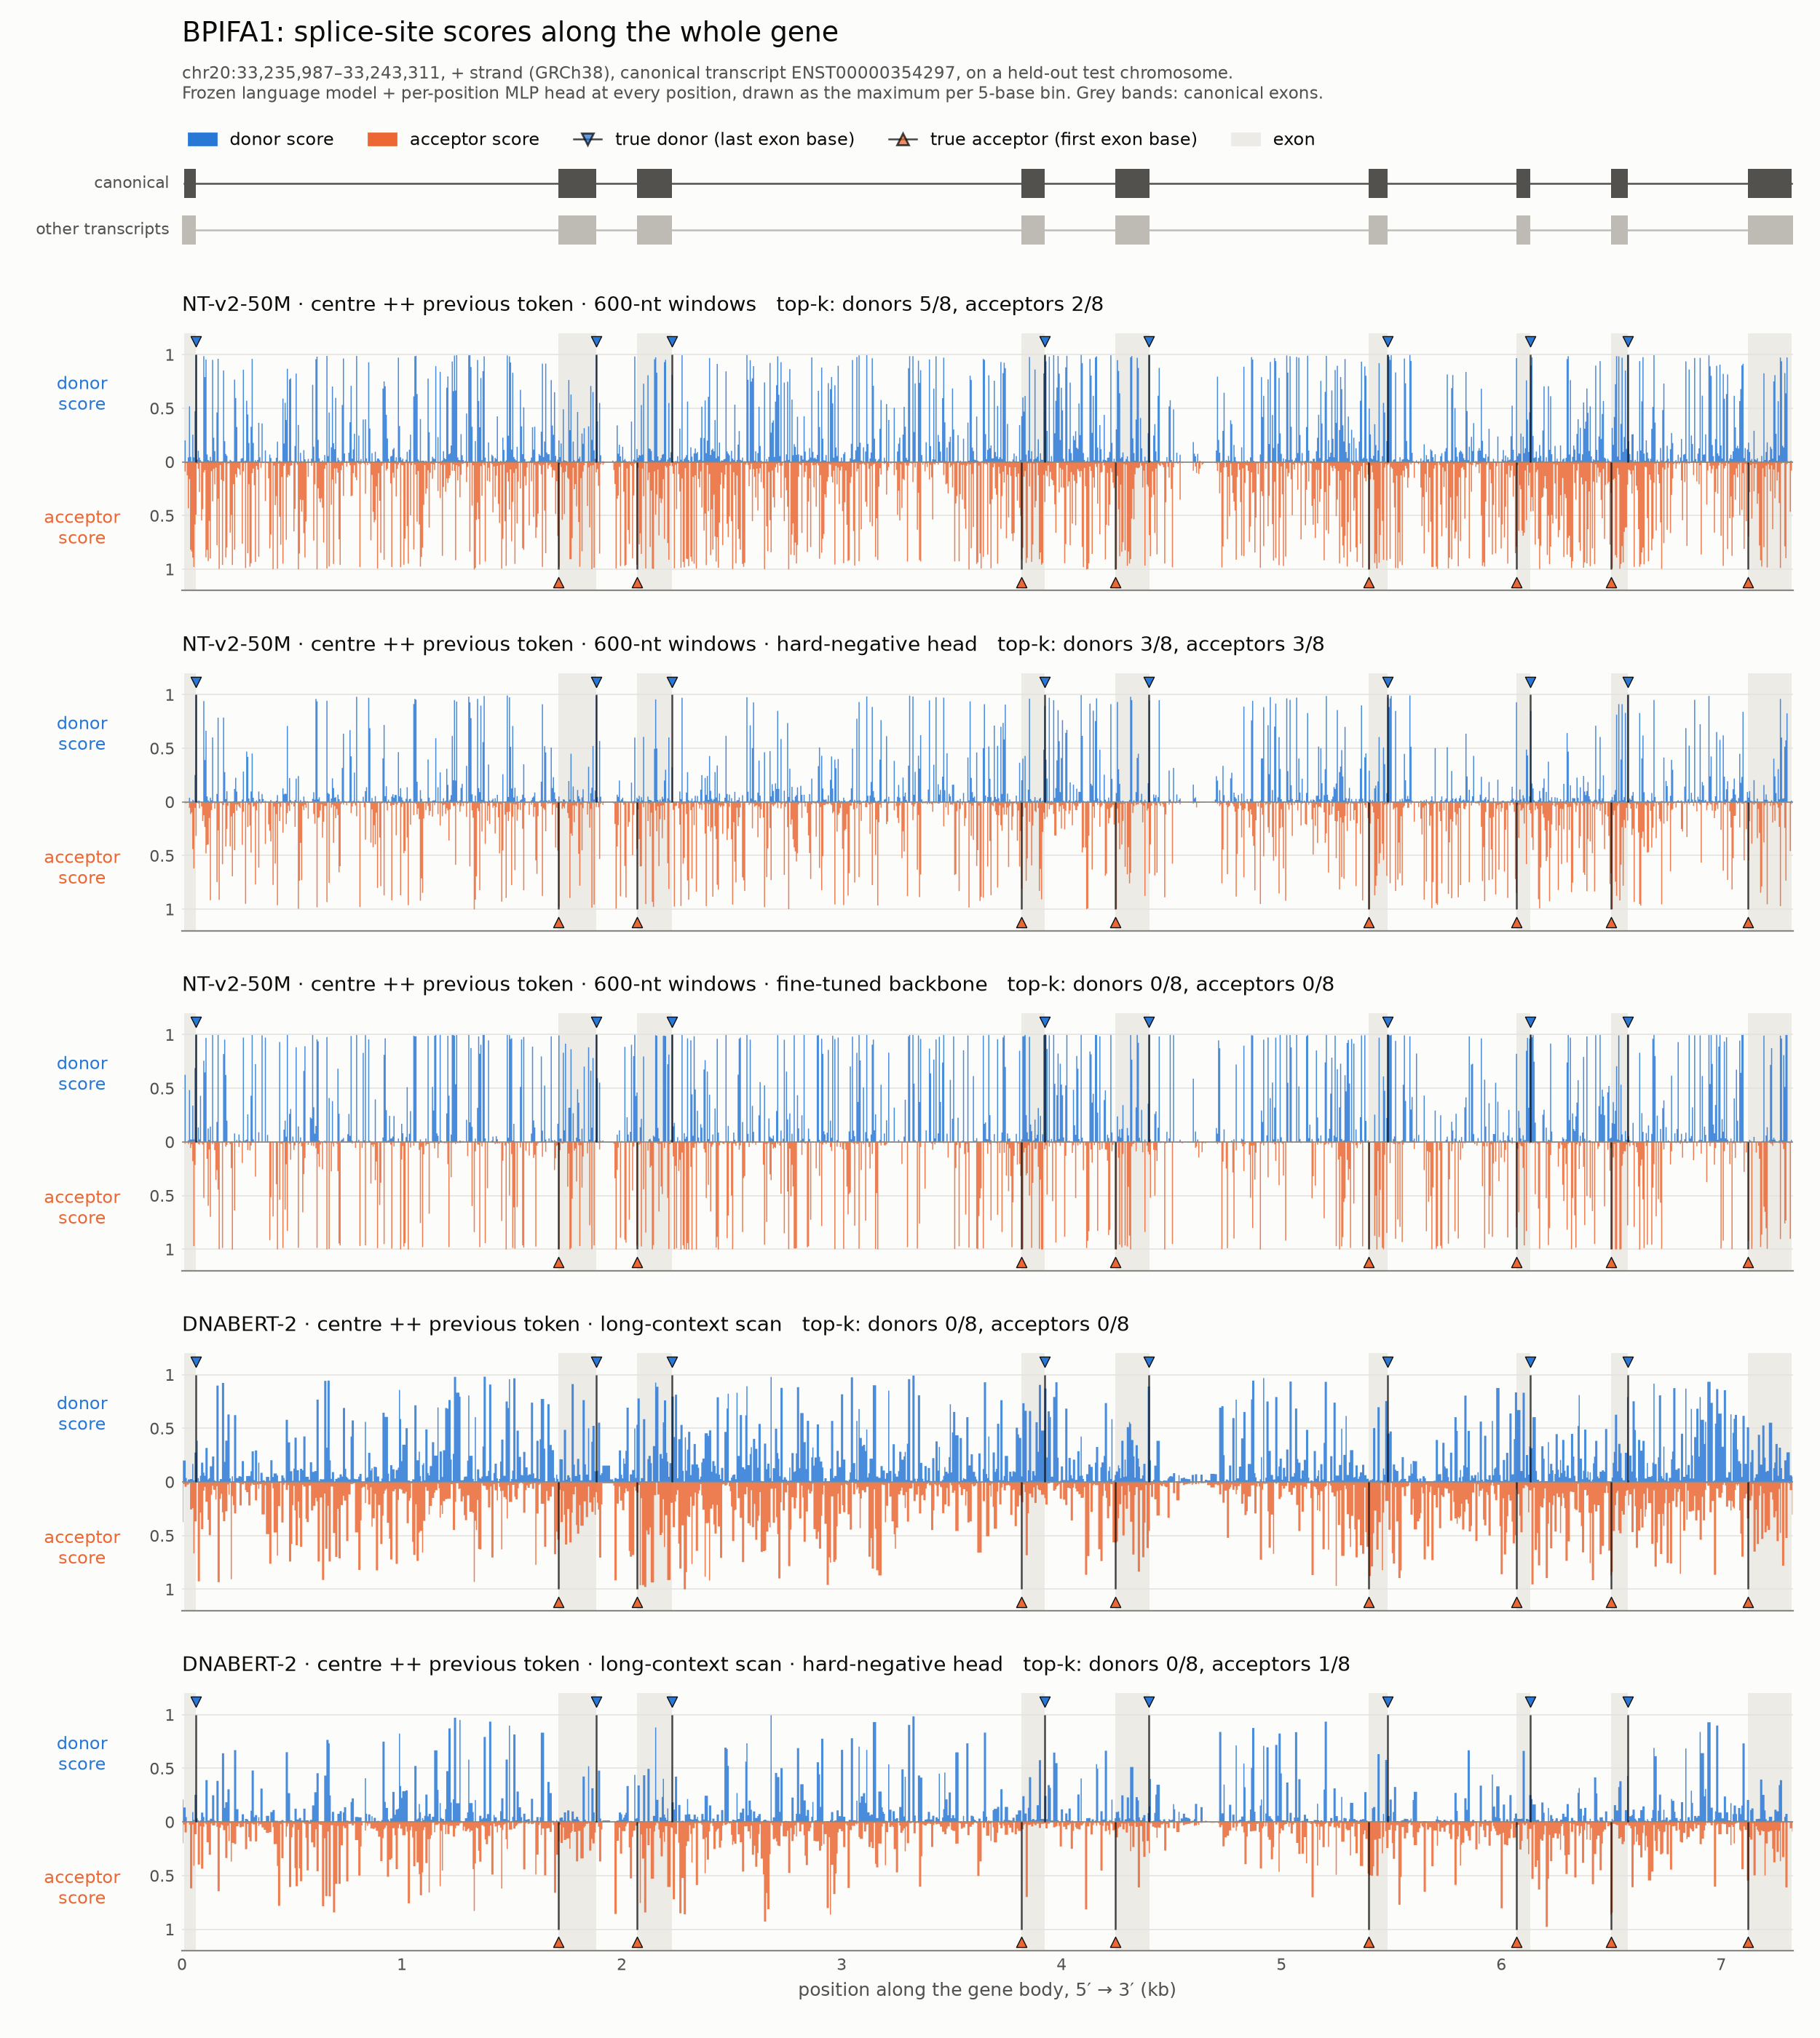 BPIFA1: splice-site scores along the whole gene
chr20:33,235,987–33,243,311, + strand (GRCh38), canonical transcript ENST00000354297, on a held-out test chromosome.
Frozen language model + per-position MLP head at every position, drawn as the maximum per 5-base bin. Grey bands: canonical exons.
donor score acceptor score true donor (last exon base) true acceptor (first exon base) exon
canonical
other transcripts
NT-v2-50M · centre ++ previous token · 600-nt windows top-k: donors 5/8, acceptors 2/8
1
donor
score
0.5
0
0.5
acceptor
score
1
NT-v2-50M · centre ++ previous token · 600-nt windows · hard-negative head top-k: donors 3/8, acceptors 3/8
1
donor
score
0.5
0
0.5
acceptor
score
1
NT-v2-50M · centre ++ previous token · 600-nt windows · fine-tuned backbone top-k: donors 0/8, acceptors 0/8
1
donor
score
0.5
0
0.5
acceptor
score
1
DNABERT-2 · centre ++ previous token · long-context scan top-k: donors 0/8, acceptors 0/8
1
donor
score
0.5
0
0.5
acceptor
score
1
DNABERT-2 · centre ++ previous token · long-context scan · hard-negative head top-k: donors 0/8, acceptors 1/8
1
donor
score
0.5
0
0.5
acceptor
score
1
0 1 2 3 4 5 6 7
position along the gene body, 5′ → 3′ (kb)